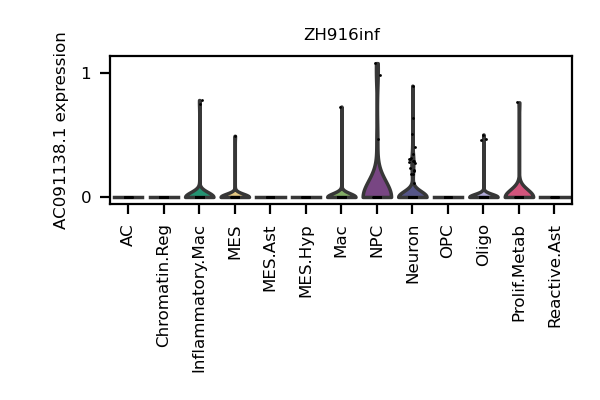 ZH916inf
AC091138.1 expression
1
0
AC
Chromatin.Reg
Inflammatory.Mac
MES
MES.Ast
MES.Hyp
Mac
NPC
Neuron
OPC
Oligo
Prolif.Metab
Reactive.Ast